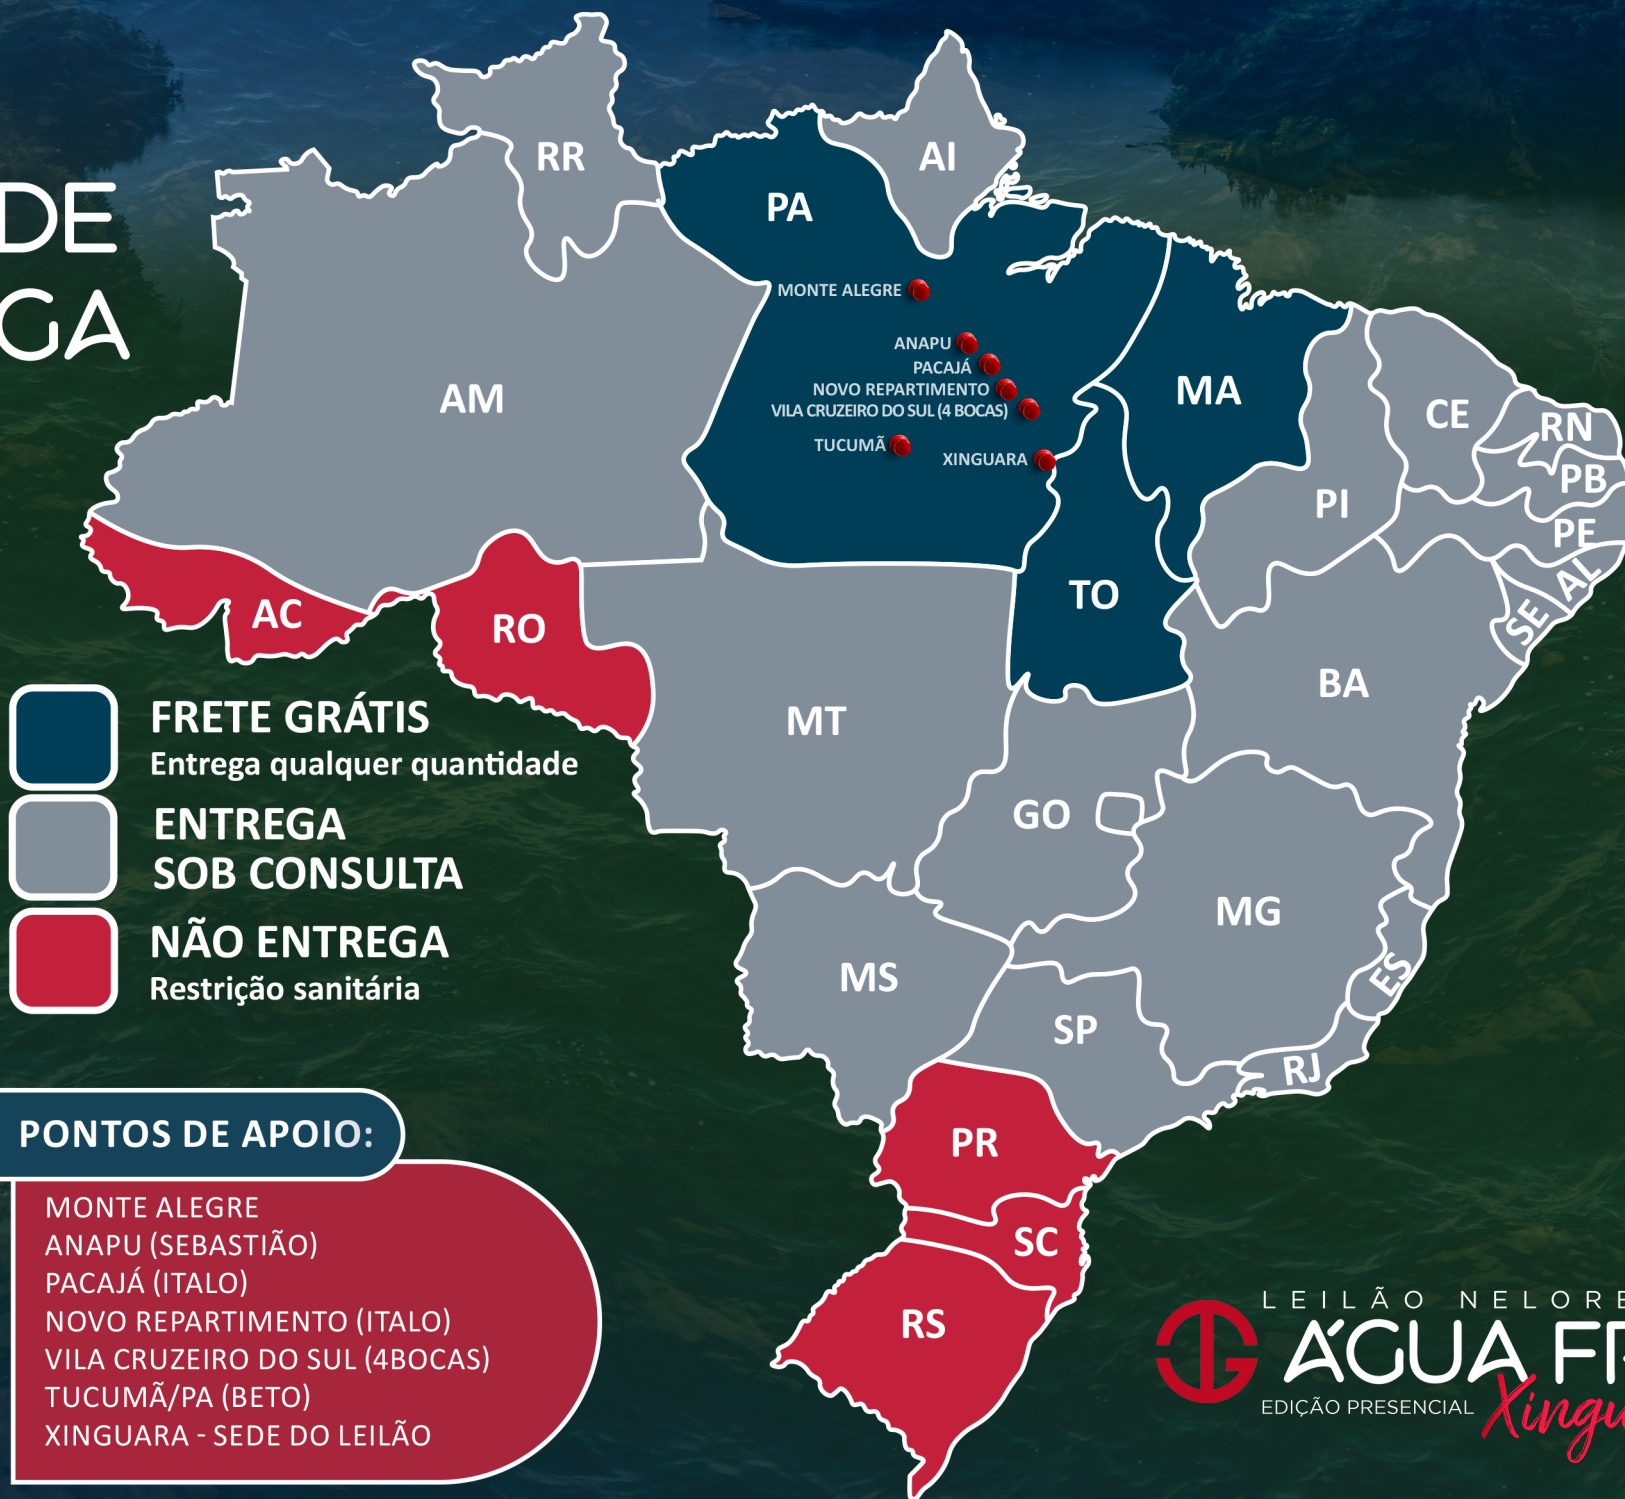 DE
GA
RR
AI
PA
MONTE ALEGRE
ANAPU
PACAJÁ
NOVO REPARTIMENTO
VILA CRUZEIRO DO SUL (4 BOCAS)
TUCUMÃ
XINGUARA
AM
MA
CE
RN
PB
PI
PE
AL
SE
TO
AC
RO
BA
MT
GO
MG
ES
MS
SP
RJ
PR
SC
RS
FRETE GRÁTIS
Entrega qualquer quantidade
ENTREGA
SOB CONSULTA
NÃO ENTREGA
Restrição sanitária
PONTOS DE APOIO:
MONTE ALEGRE
ANAPU (SEBASTIÃO)
PACAJÁ (ITALO)
NOVO REPARTIMENTO (ITALO)
VILA CRUZEIRO DO SUL (4BOCAS)
TUCUMÃ/PA (BETO)
XINGUARA - SEDE DO LEILÃO
LEILÃO NELORE
ÁGUA FR
EDIÇÃO PRESENCIAL Xingu